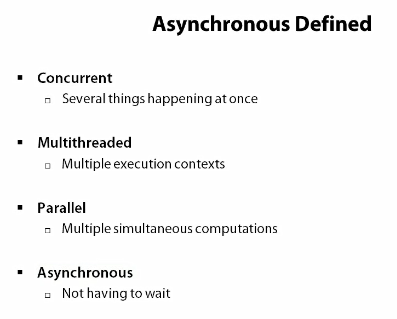 Asynchronous Defined
Concurrent
Several things happening at once
Multithreaded
Multiple execution contexts
Parallel
Multiple simultaneous computations
Asynchronous
Not having to wait